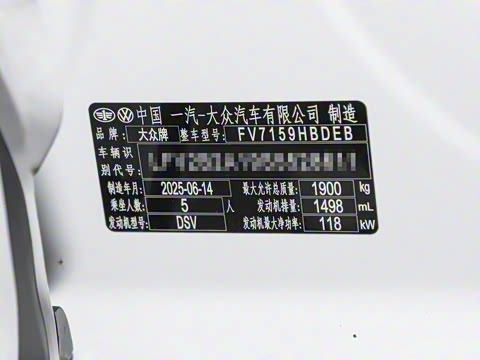 中国 一汽-大众汽车有限公司 制造
品牌: 大众牌 整车型号: FV7159HBDEB
车辆识
别代号:
制造年月: 2025-06-14 最大允许总质量: 1900 kg
乘坐人数: 5 人 发动机排量: 1498 mL
发动机型号: DSV 发动机最大净功率: 118 kW